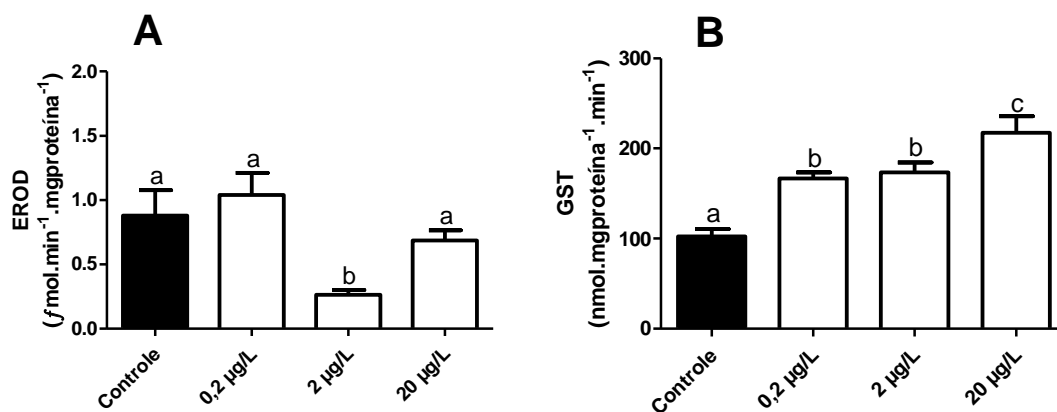 A
EROD
(ƒmol.min⁻¹.mgproteína⁻¹)
2.0
1.5
1.0
0.5
0.0
a
a
b
a
Controle
0,2 µg/L
2 µg/L
20 µg/L
B
GST
(nmol.mgproteína⁻¹.min⁻¹)
300
200
100
0
a
b
b
c
Controle
0,2 µg/L
2 µg/L
20 µg/L